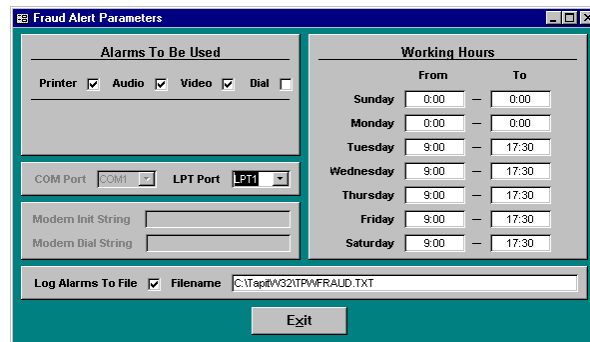 Fraud Alert Parameters
Alarms To Be Used
Printer Audio Video Dial
COM Port COM1 LPT Port LPT1
Modem Init String
Modem Dial String
Working Hours
From To
Sunday 0:00 — 0:00
Monday 0:00 — 0:00
Tuesday 9:00 — 17:30
Wednesday 9:00 — 17:30
Thursday 9:00 — 17:30
Friday 9:00 — 17:30
Saturday 9:00 — 17:30
Log Alarms To File Filename C:\TapitW32\TPWFRAUD.TXT
Exit